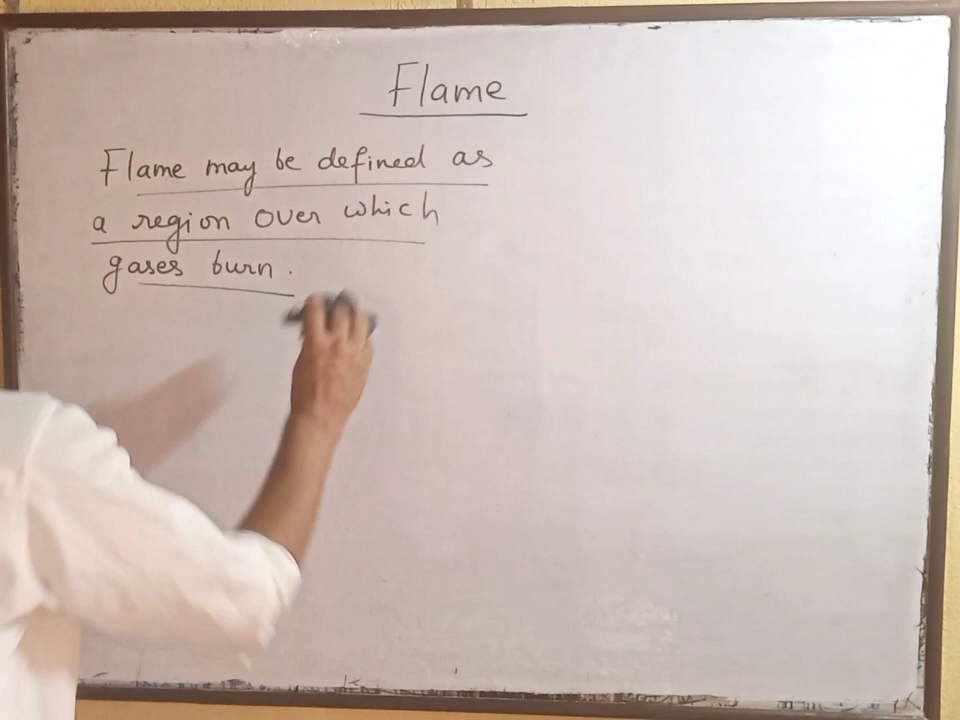 Flame
Flame may be defined as
a region over which
gases burn.